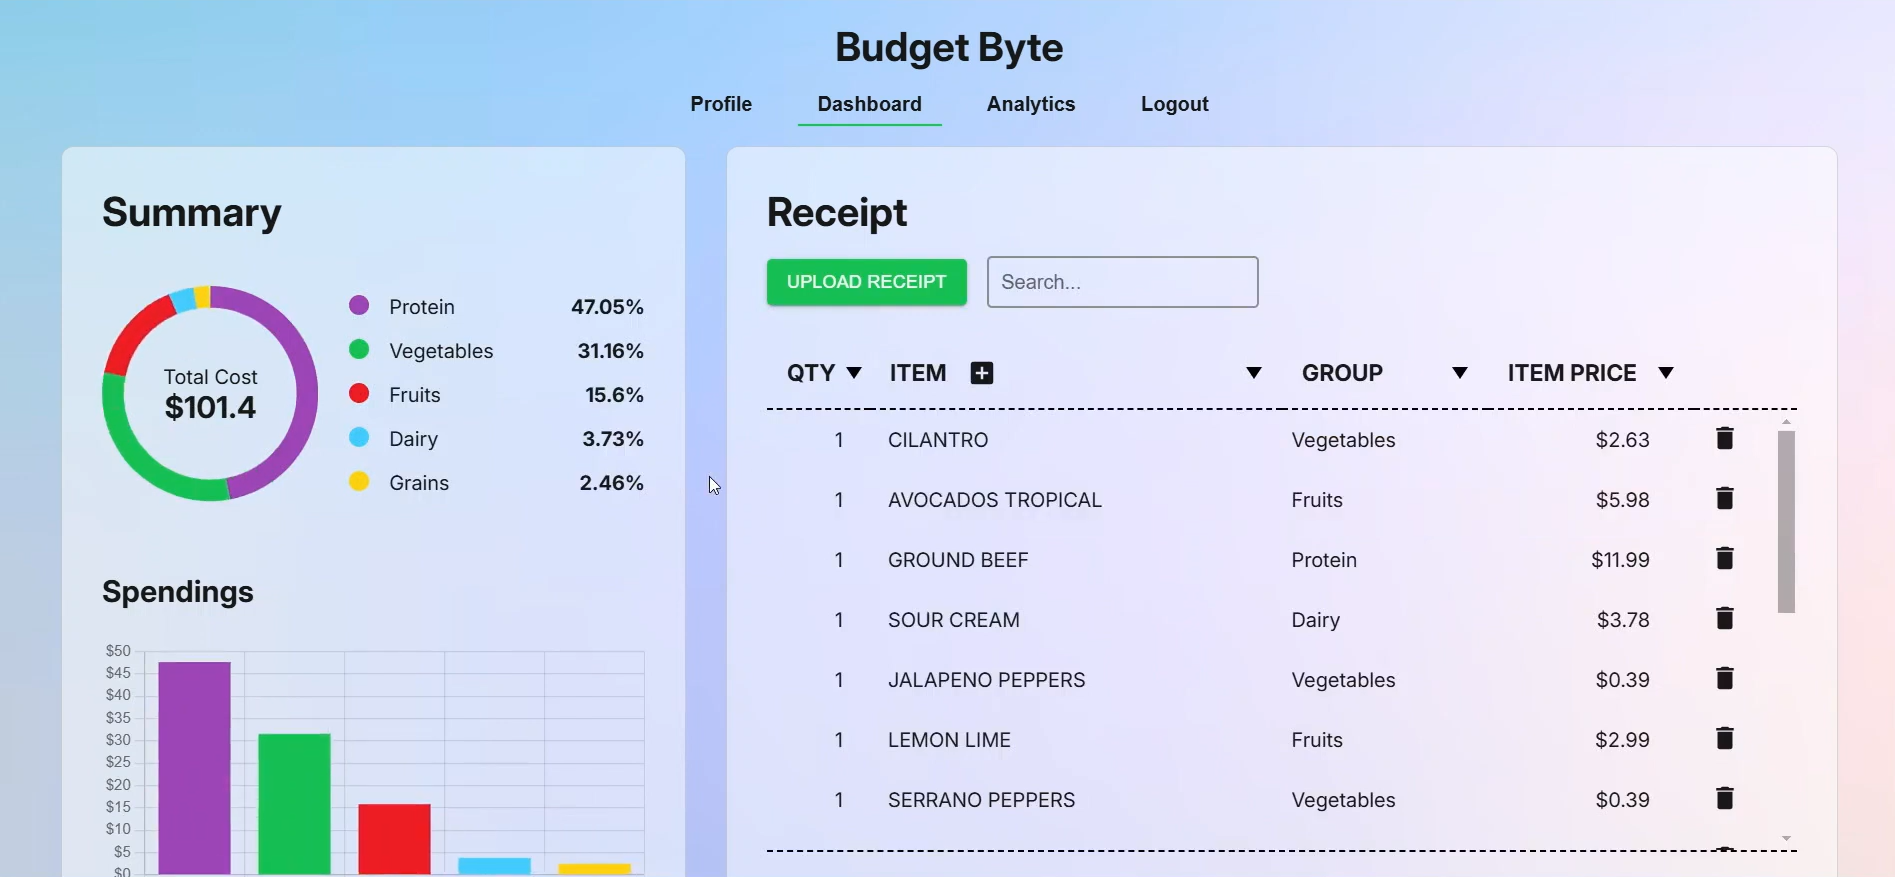 Budget Byte
Profile Dashboard Analytics Logout
Summary
Total Cost
$101.4
Protein 47.05%
Vegetables 31.16%
Fruits 15.6%
Dairy 3.73%
Grains 2.46%
Spendings
$50
$45
$40
$35
$30
$25
$20
$15
$10
$5
$0
Receipt
UPLOAD RECEIPT Search...
QTY ITEM GROUP ITEM PRICE
1 CILANTRO Vegetables $2.63
1 AVOCADOS TROPICAL Fruits $5.98
1 GROUND BEEF Protein $11.99
1 SOUR CREAM Dairy $3.78
1 JALAPENO PEPPERS Vegetables $0.39
1 LEMON LIME Fruits $2.99
1 SERRANO PEPPERS Vegetables $0.39